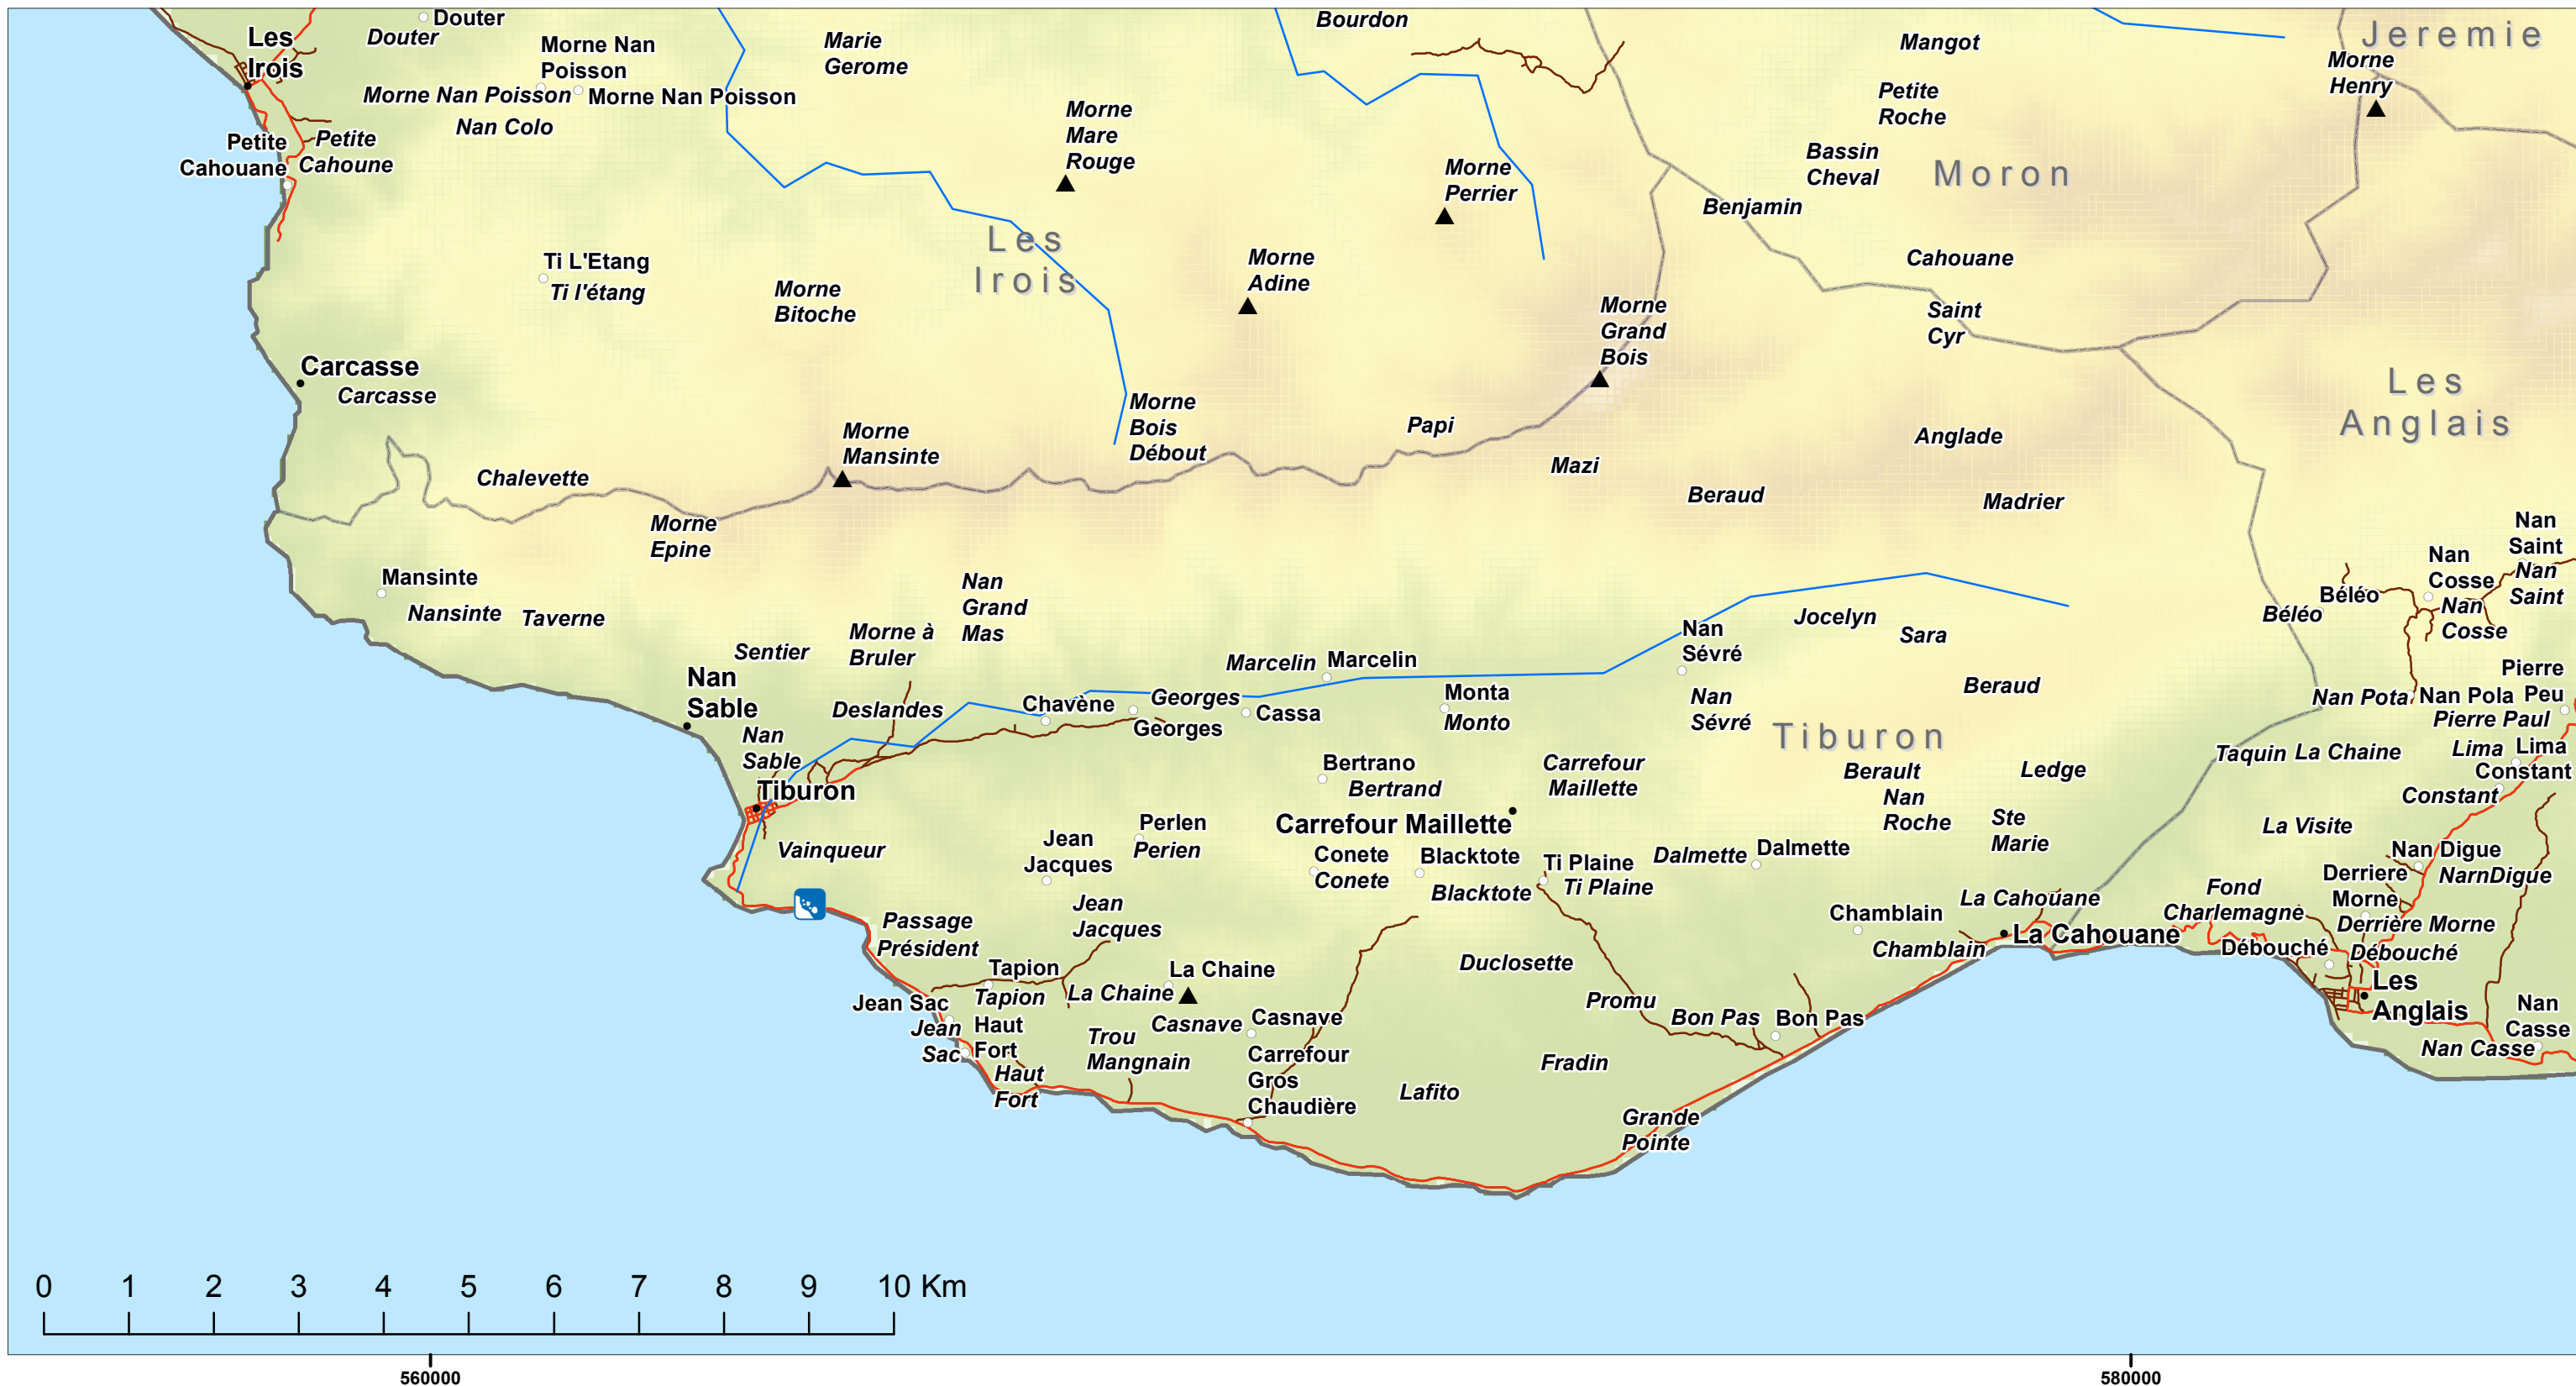 Bourdon
Jeremie
Les
Irois
Douter
Douter
Morne Nan
Poisson
Marie
Gerome
Mangot
Morne
Henry
Morne Nan Poisson
Morne Nan Poisson
Nan Colo
Morne
Mare
Rouge
Petite
Roche
Petite
Cahouane
Petite
Cahoune
Morne
Perrier
Bassin
Cheval
Moron
Benjamin
Les
Irois
Ti L'Etang
Ti l'étang
Morne
Bitoche
Morne
Adine
Cahouane
Morne
Grand
Bois
Saint
Cyr
Carcasse
Carcasse
Les
Anglais
Morne
Bois
Débout
Morne
Mansinte
Papi
Mazi
Anglade
Chalevette
Beraud
Madrier
Morne
Epine
Nan
Saint
Nan
Saint
Nan
Cosse
Nan
Cosse
Béléo
Béléo
Mansinte
Nansinte
Taverne
Nan
Grand
Mas
Morne à
Bruler
Sentier
Jocelyn
Sara
Nan
Sévré
Nan
Sévré
Marcelin
Marcelin
Nan
Sable
Nan
Sable
Deslandes
Chavène
Georges
Georges
Cassa
Monta
Monto
Beraud
Pierre
Peu
Nan Pota
Nan Pola
Pierre Paul
Tiburon
Tiburon
Bertrano
Bertrand
Carrefour
Maillette
Berault
Ledge
Taquin
La Chaine
Lima
Lima
Constant
Constant
Nan
Roche
Carrefour Maillette
Ste
Marie
La Visite
Vainqueur
Jean
Jacques
Jean
Jacques
Perlen
Perien
Conete
Conete
Blacktote
Blacktote
Ti Plaine
Ti Plaine
Dalmette
Dalmette
Nan Digue
NarnDigue
Derriere
Morne
Derrière Morne
Fond
Charlemagne
La Cahouane
La Cahouane
Chamblain
Chamblain
Débouché
Débouché
Passage
Président
Tapion
Tapion
La Chaine
La Chaine
Duclosette
Les
Anglais
Jean Sac
Jean
Sac
Haut
Fort
Haut
Fort
Trou
Mangnain
Casnave
Casnave
Promu
Bon Pas
Bon Pas
Nan
Casse
Nan Casse
Carrefour
Gros
Chaudière
Lafito
Fradin
Grande
Pointe
0 1 2 3 4 5 6 7 8 9 10 Km
560000
580000